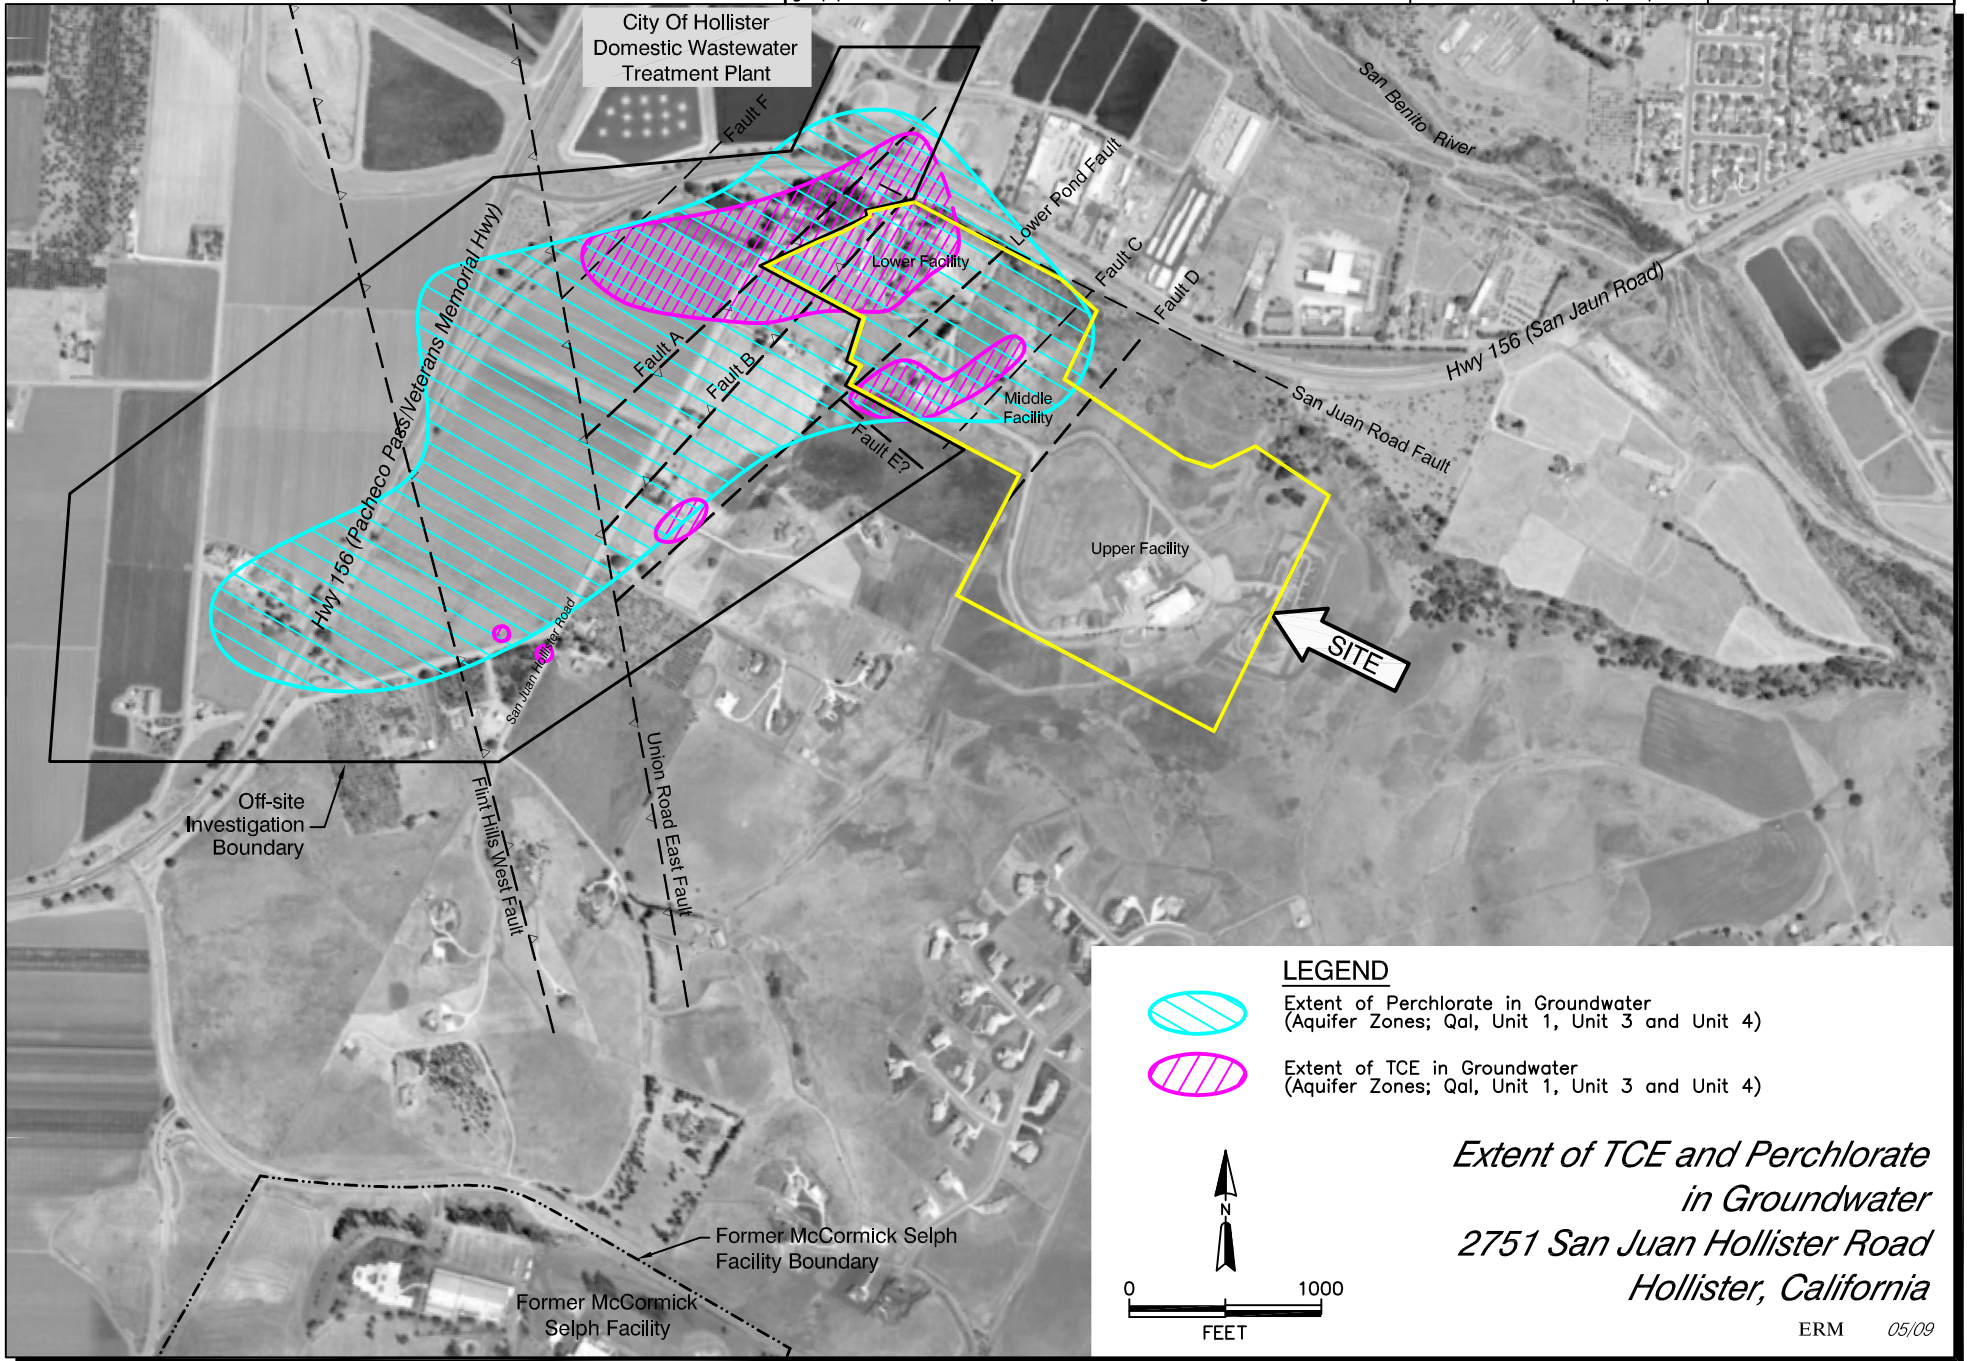 City Of Hollister
Domestic Wastewater
Treatment Plant
Fault F
San Benito River
Lower Pond Fault
Fault C
Fault D
Hwy 156 (San Jaun Road)
San Juan Road Fault
Hwy 156 (Pacheco Pass/Veterans Memorial Hwy)
Lower Facility
Fault A
Fault B
Middle
Facility
Fault E?
Upper Facility
SITE
San Juan Hollister Road
Union Road East Fault
Flint Hills West Fault
Off-site
Investigation
Boundary
LEGEND
Extent of Perchlorate in Groundwater
(Aquifer Zones; Qal, Unit 1, Unit 3 and Unit 4)
Extent of TCE in Groundwater
(Aquifer Zones; Qal, Unit 1, Unit 3 and Unit 4)
Former McCormick Selph
Facility Boundary
Former McCormick
Selph Facility
N
0 1000
FEET
Extent of TCE and Perchlorate
in Groundwater
2751 San Juan Hollister Road
Hollister, California
ERM 05/09